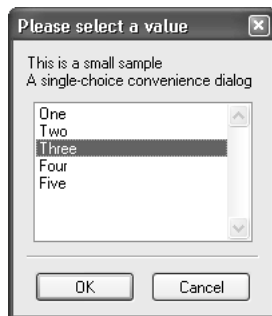 Please select a value
This is a small sample
A single-choice convenience dialog
One
Two
Three
Four
Five
OK
Cancel